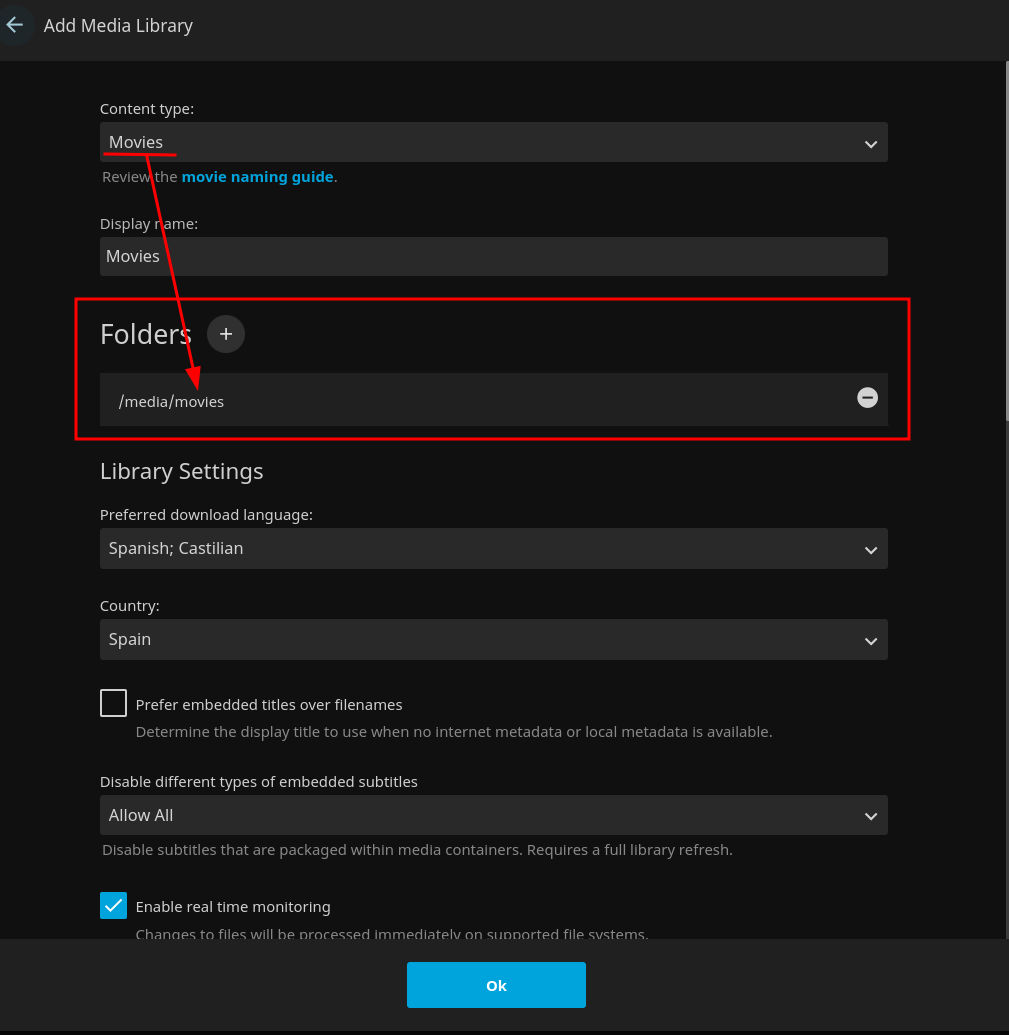 Add Media Library
Content type:
Movies
Review the movie naming guide.
Display name:
Movies
Folders
/media/movies
Library Settings
Preferred download language:
Spanish; Castilian
Country:
Spain
Prefer embedded titles over filenames
Determine the display title to use when no internet metadata or local metadata is available.
Disable different types of embedded subtitles
Allow All
Disable subtitles that are packaged within media containers. Requires a full library refresh.
Enable real time monitoring
Changes to files will be processed immediately on supported file systems.
Ok